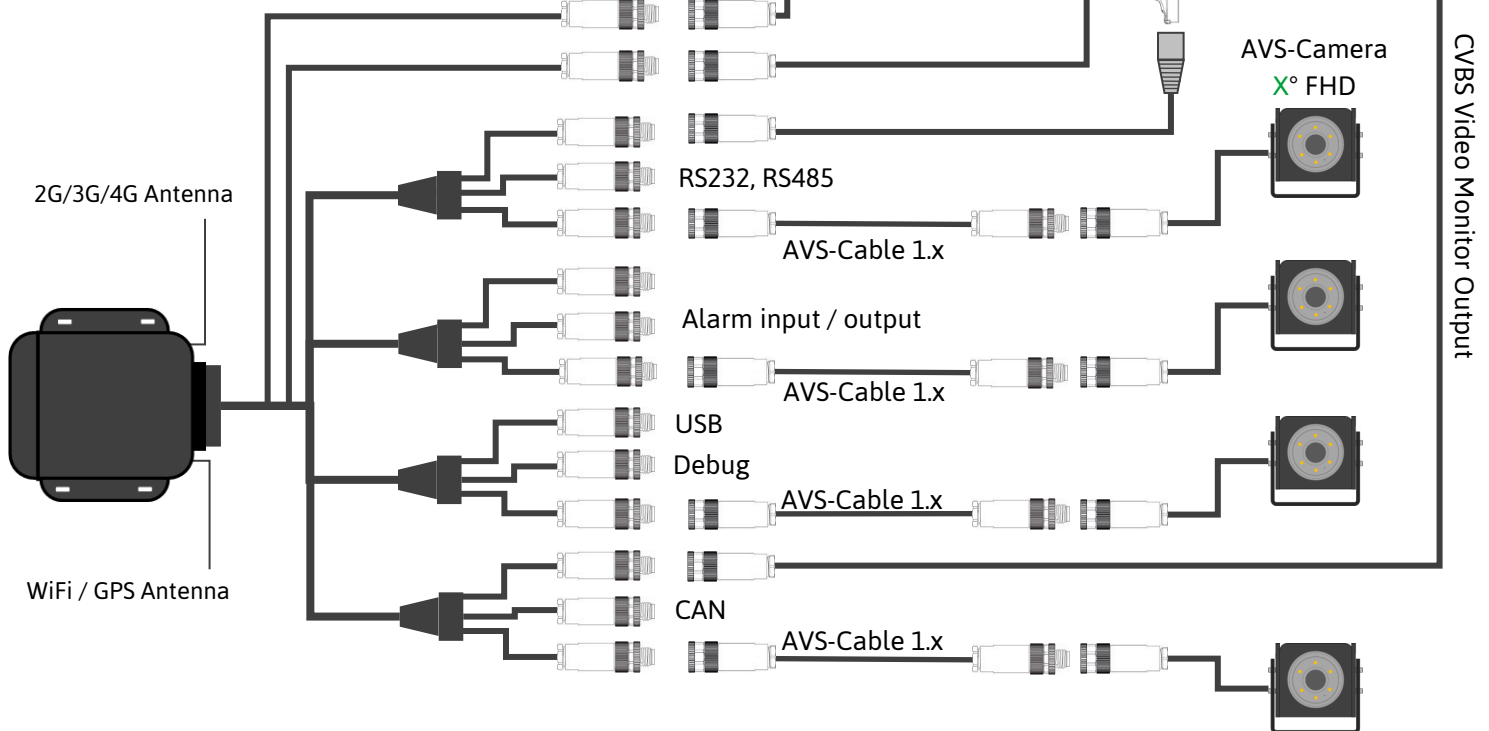 AVS-Camera
X° FHD
CVBS Video Monitor Output
2G/3G/4G Antenna
RS232, RS485
AVS-Cable 1.x
Alarm input / output
AVS-Cable 1.x
USB
Debug
AVS-Cable 1.x
WiFi / GPS Antenna
CAN
AVS-Cable 1.x